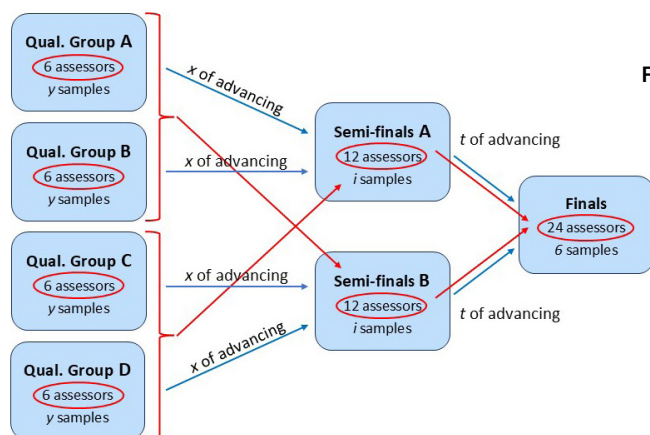 Qual. Group A
6 assessors
y samples
Qual. Group B
6 assessors
y samples
Qual. Group C
6 assessors
y samples
Qual. Group D
6 assessors
y samples
x of advancing
x of advancing
x of advancing
x of advancing
Semi-finals A
12 assessors
i samples
Semi-finals B
12 assessors
i samples
t of advancing
t of advancing
Finals
24 assessors
6 samples
F